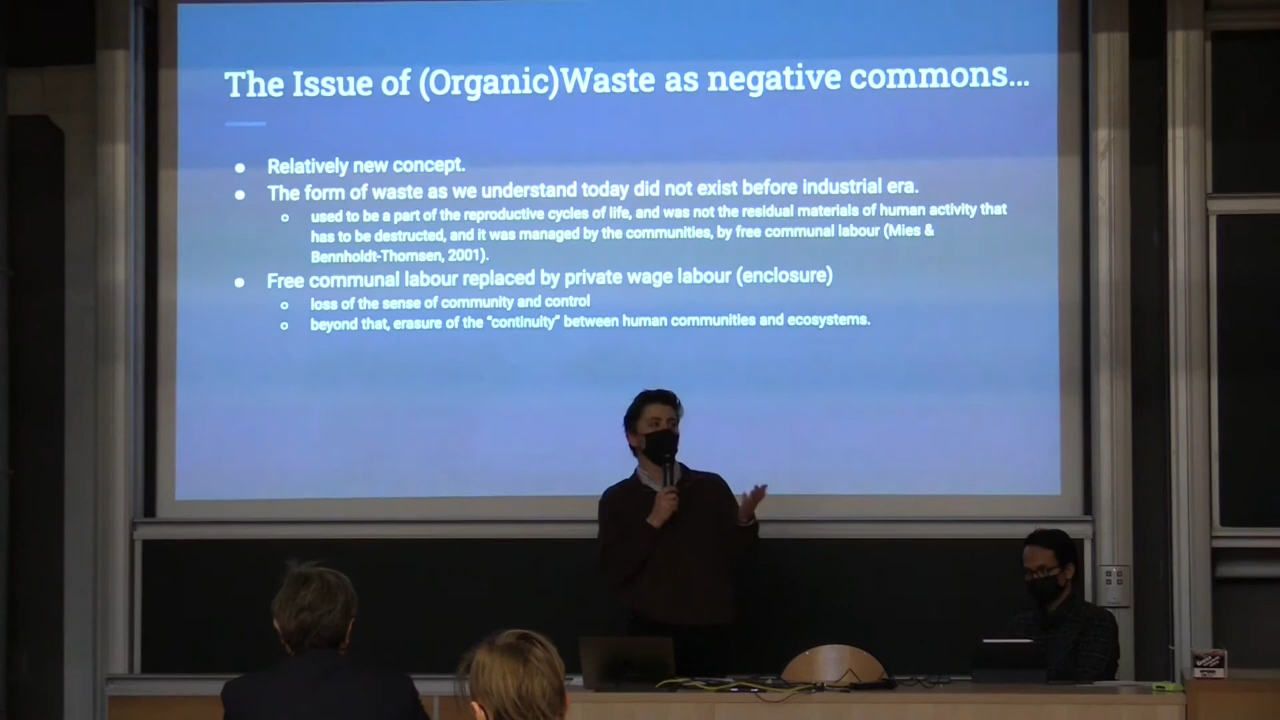 The Issue of (Organic)Waste as negative commons...
● Relatively new concept.
● The form of waste as we understand today did not exist before industrial era.
○ used to be a part of the reproductive cycles of life, and was not the residual materials of human activity that
has to be destructed, and it was managed by the communities, by free communal labour (Mies &
Bennholdt-Thomsen, 2001).
● Free communal labour replaced by private wage labour (enclosure)
○ loss of the sense of community and control
○ beyond that, erasure of the “continuity” between human communities and ecosystems.